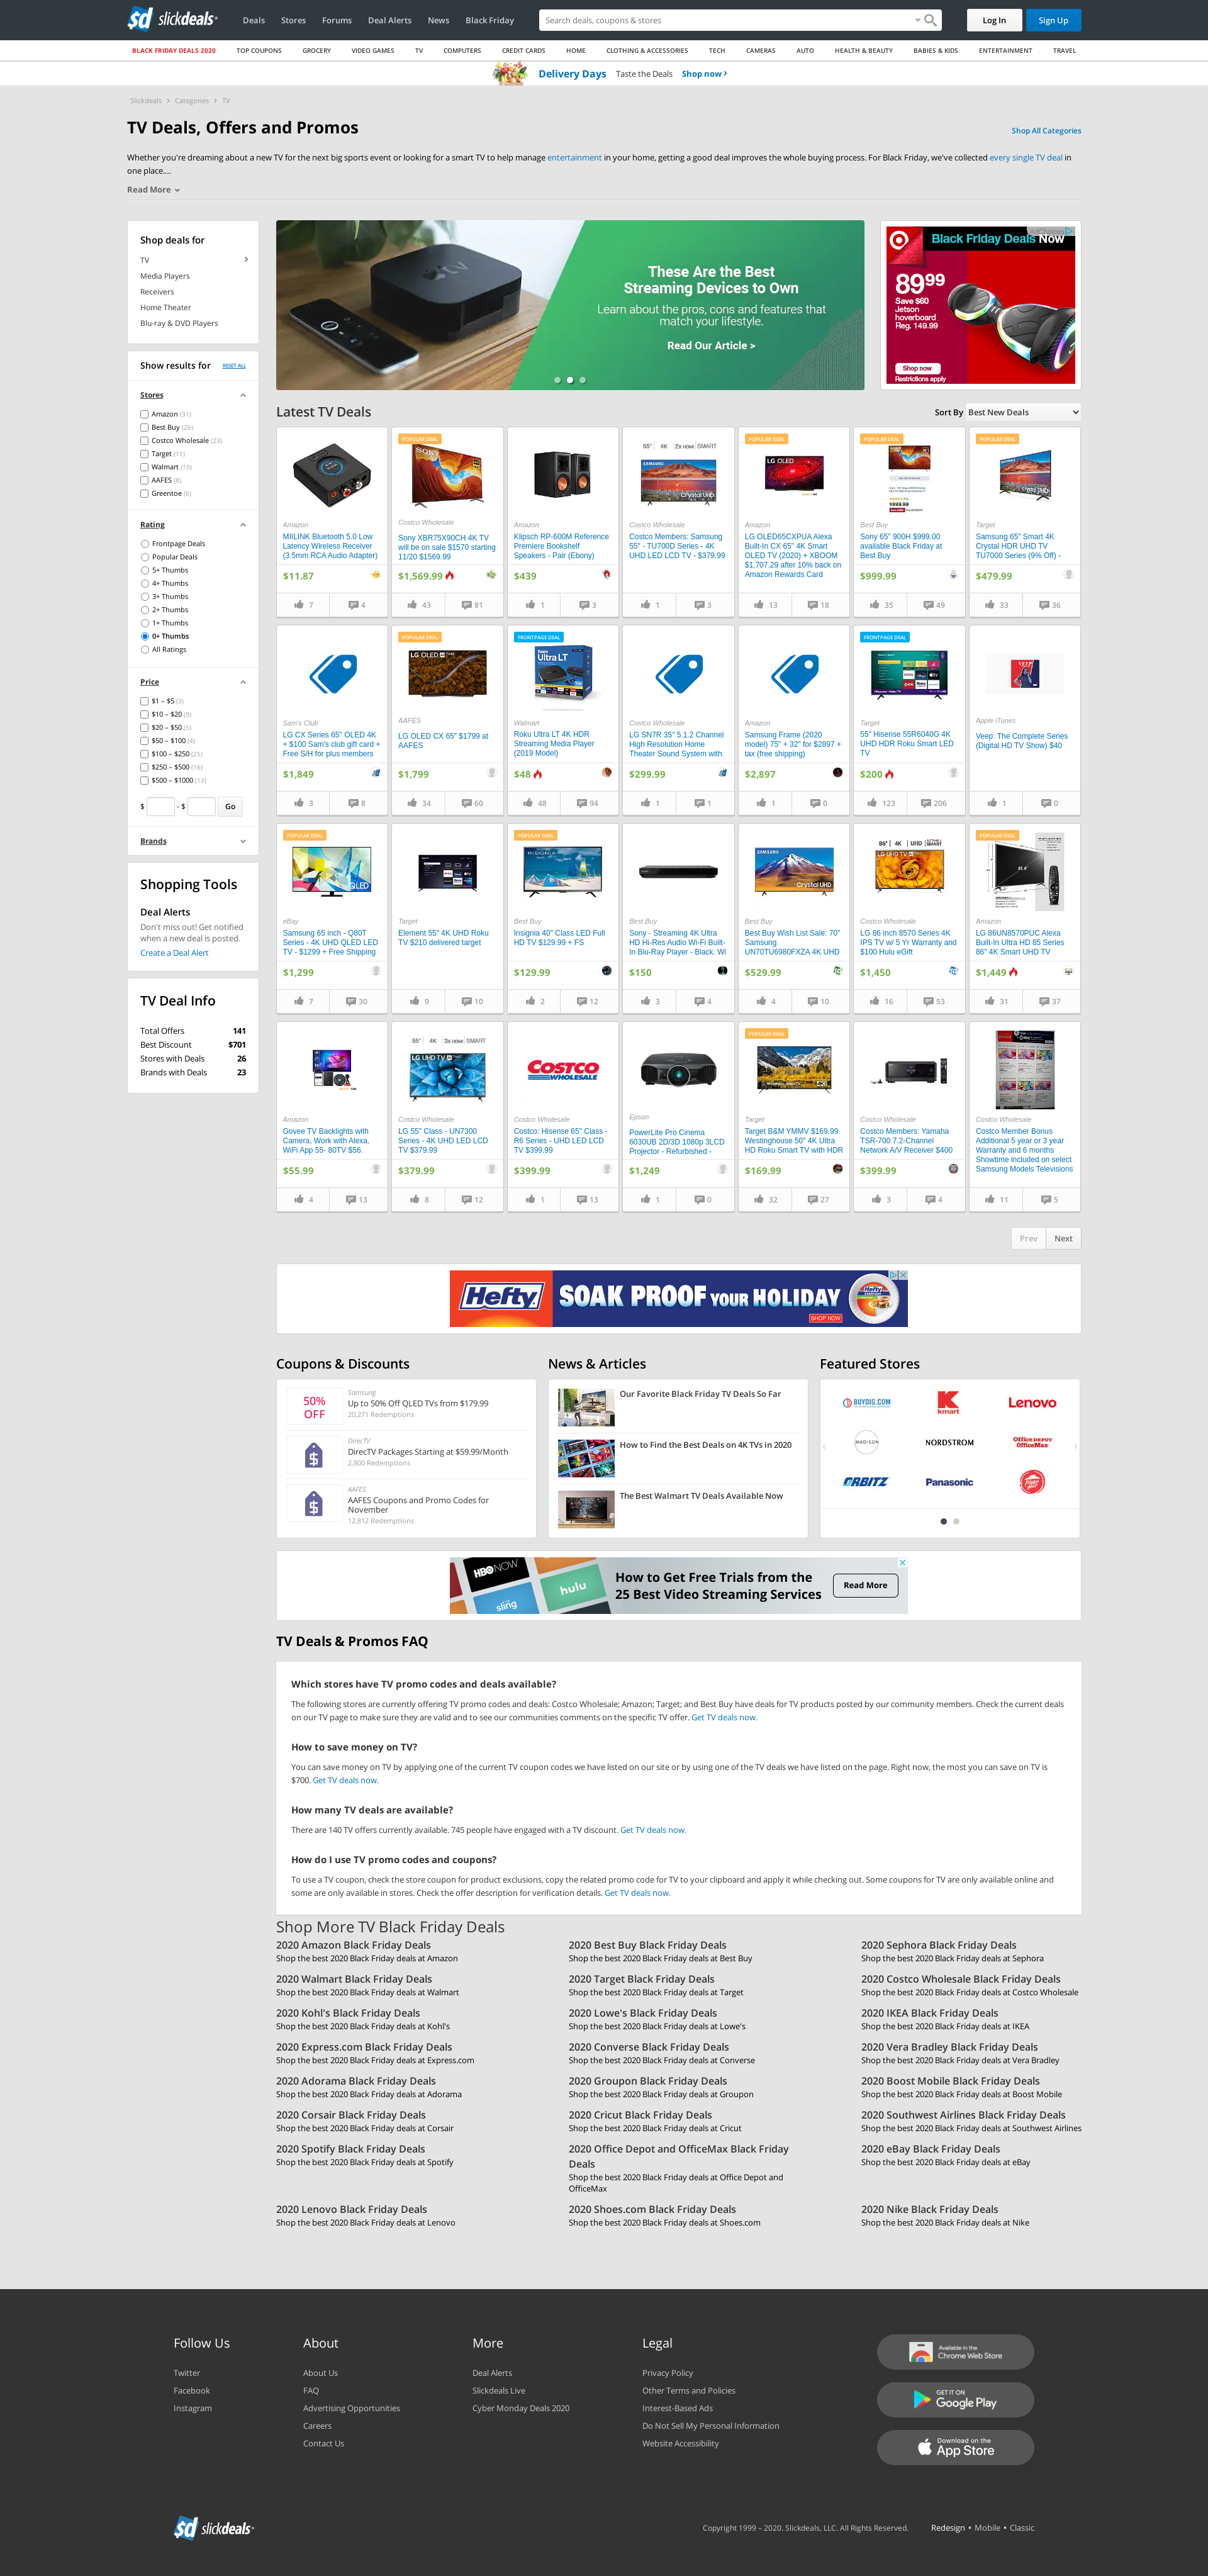 slickdeals
Deals
Stores
Forums
Deal Alerts
News
Black Friday
Search deals, coupons & stores
Log In
Sign Up
BLACK FRIDAY DEALS 2020
TOP COUPONS
GROCERY
VIDEO GAMES
TV
COMPUTERS
CREDIT CARDS
HOME
CLOTHING & ACCESSORIES
TECH
CAMERAS
AUTO
HEALTH & BEAUTY
BABIES & KIDS
ENTERTAINMENT
TRAVEL
Delivery Days Taste the Deals Shop now
Slickdeals
Categories
TV
TV Deals, Offers and Promos
Shop All Categories
Whether you're dreaming about a new TV for the next big sports event or looking for a smart TV to help manage entertainment in your home, getting a good deal improves the whole buying process. For Black Friday, we've collected every single TV deal in
one place....
Read More
Shop deals for
TV
Media Players
Receivers
Home Theater
Blu-ray & DVD Players
Show results for
RESET ALL
Stores
Amazon (31)
Best Buy (26)
Costco Wholesale (23)
Target (11)
Walmart (10)
AAFES (8)
Greentoe (6)
Rating
Frontpage Deals
Popular Deals
5+ Thumbs
4+ Thumbs
3+ Thumbs
2+ Thumbs
1+ Thumbs
0+ Thumbs
All Ratings
Price
$1 – $5 (3)
$10 – $20 (9)
$20 – $50 (5)
$50 – $100 (4)
$100 – $250 (25)
$250 – $500 (16)
$500 – $1000 (13)
$ - $ Go
Brands
Shopping Tools
Deal Alerts
Don't miss out! Get notified
when a new deal is posted.
Create a Deal Alert
TV Deal Info
Total Offers 141
Best Discount $701
Stores with Deals 26
Brands with Deals 23
These Are the Best
Streaming Devices to Own
Learn about the pros, cons and features that
match your lifestyle.
Read Our Article >
Black Friday Deals Now
89.99
Save $60
Jetson
hoverboard
Reg. 149.99
Shop now
Restrictions apply
Latest TV Deals
Sort By Best New Deals
Amazon
MIILINK Bluetooth 5.0 Low
Latency Wireless Receiver
(3.5mm RCA Audio Adapter)
$11.87
7
4
POPULAR DEAL
Costco Wholesale
Sony XBR75X90CH 4K TV
will be on sale $1570 starting
11/20 $1569.99
$1,569.99
43
81
Amazon
Klipsch RP-600M Reference
Premiere Bookshelf
Speakers - Pair (Ebony)
$439
1
3
Costco Wholesale
Costco Members: Samsung
55" - TU700D Series - 4K
UHD LED LCD TV - $379.99
1
3
POPULAR DEAL
Amazon
LG OLED65CXPUA Alexa
Built-In CX 65" 4K Smart
OLED TV (2020) + XBOOM
$1,707.29 after 10% back on
Amazon Rewards Card
13
18
POPULAR DEAL
Best Buy
Sony 65" 900H $999.00
available Black Friday at
Best Buy
$999.99
35
49
POPULAR DEAL
Target
Samsung 65" Smart 4K
Crystal HDR UHD TV
TU7000 Series (9% Off) -
$479.99
33
36
Sam's Club
LG CX Series 65" OLED 4K
+ $100 Sam's club gift card +
Free S/H for plus members
$1,849
3
8
POPULAR DEAL
AAFES
LG OLED CX 65" $1799 at
AAFES
$1,799
34
60
FRONTPAGE DEAL
Walmart
Roku Ultra LT 4K HDR
Streaming Media Player
(2019 Model)
$48
48
94
Costco Wholesale
LG SN7R 35" 5.1.2 Channel
High Resolution Home
Theater Sound System with
$299.99
1
1
Amazon
Samsung Frame (2020
model) 75" + 32" for $2897 +
tax (free shipping)
$2,897
1
0
FRONTPAGE DEAL
Target
55" Hisense 55R6040G 4K
UHD HDR Roku Smart LED
TV
$200
123
206
Apple iTunes
Veep: The Complete Series
(Digital HD TV Show) $40
1
0
POPULAR DEAL
eBay
Samsung 65 inch - Q80T
Series - 4K UHD QLED LED
TV - $1299 + Free Shipping
$1,299
7
30
Target
Element 55" 4K UHD Roku
TV $210 delivered target
9
10
POPULAR DEAL
Best Buy
Insignia 40" Class LED Full
HD TV $129.99 + FS
$129.99
2
12
Best Buy
Sony - Streaming 4K Ultra
HD Hi-Res Audio Wi-Fi Built-
In Blu-Ray Player - Black. Wi
$150
3
4
Best Buy
Best Buy Wish List Sale: 70"
Samsung
UN70TU6980FXZA 4K UHD
$529.99
4
10
Costco Wholesale
LG 86 inch 8570 Series 4K
IPS TV w/ 5 Yr Warranty and
$100 Hulu eGift
$1,450
16
53
POPULAR DEAL
Amazon
LG 86UN8570PUC Alexa
Built-In Ultra HD 85 Series
86" 4K Smart UHD TV
$1,449
31
37
Amazon
Govee TV Backlights with
Camera, Work with Alexa,
WiFi App 55- 80TV $56.
$55.99
4
13
Costco Wholesale
LG 55" Class - UN7300
Series - 4K UHD LED LCD
TV $379.99
$379.99
8
12
COSTCO WHOLESALE
Costco Wholesale
Costco: Hisense 65" Class -
R6 Series - UHD LED LCD
TV $399.99
$399.99
1
13
Epson
PowerLite Pro Cinema
6030UB 2D/3D 1080p 3LCD
Projector - Refurbished -
$1,249
1
0
POPULAR DEAL
Target
Target B&M YMMV $169.99
Westinghouse 50" 4K Ultra
HD Roku Smart TV with HDR
$169.99
32
27
Costco Wholesale
Costco Members: Yamaha
TSR-700 7.2-Channel
Network A/V Receiver $400
$399.99
3
4
Costco Wholesale
Costco Member Bonus
Additional 5 year or 3 year
Warranty and 6 months
Showtime included on select
Samsung Models Televisions
11
5
Prev
Next
Hefty SOAK PROOF YOUR HOLIDAY
SHOP NOW
Coupons & Discounts
50%
OFF
Samsung
Up to 50% Off QLED TVs from $179.99
20,271 Redemptions
DirecTV
DirecTV Packages Starting at $59.99/Month
2,800 Redemptions
AAFES
AAFES Coupons and Promo Codes for
November
12,812 Redemptions
News & Articles
Our Favorite Black Friday TV Deals So Far
How to Find the Best Deals on 4K TVs in 2020
The Best Walmart TV Deals Available Now
Featured Stores
BUYDIG.COM
kmart
Lenovo
MADISON
NORDSTROM
Office DEPOT
OfficeMax
ORBITZ
Panasonic
HBO NOW
sling
hulu
How to Get Free Trials from the
25 Best Video Streaming Services
Read More
TV Deals & Promos FAQ
Which stores have TV promo codes and deals available?
The following stores are currently offering TV promo codes and deals: Costco Wholesale; Amazon; Target; and Best Buy have deals for TV products posted by our community members. Check the current deals
on our TV page to make sure they are valid and to see our communities comments on the specific TV offer. Get TV deals now.
How to save money on TV?
You can save money on TV by applying one of the current TV coupon codes we have listed on our site or by using one of the TV deals we have listed on the page. Right now, the most you can save on TV is
$700. Get TV deals now.
How many TV deals are available?
There are 140 TV offers currently available. 745 people have engaged with a TV discount. Get TV deals now.
How do I use TV promo codes and coupons?
To use a TV coupon, check the store coupon for product exclusions, copy the related promo code for TV to your clipboard and apply it while checking out. Some coupons for TV are only available online and
some are only available in stores. Check the offer description for verification details. Get TV deals now.
Shop More TV Black Friday Deals
2020 Amazon Black Friday Deals
Shop the best 2020 Black Friday deals at Amazon
2020 Best Buy Black Friday Deals
Shop the best 2020 Black Friday deals at Best Buy
2020 Sephora Black Friday Deals
Shop the best 2020 Black Friday deals at Sephora
2020 Walmart Black Friday Deals
Shop the best 2020 Black Friday deals at Walmart
2020 Target Black Friday Deals
Shop the best 2020 Black Friday deals at Target
2020 Costco Wholesale Black Friday Deals
Shop the best 2020 Black Friday deals at Costco Wholesale
2020 Kohl's Black Friday Deals
Shop the best 2020 Black Friday deals at Kohl's
2020 Lowe's Black Friday Deals
Shop the best 2020 Black Friday deals at Lowe's
2020 IKEA Black Friday Deals
Shop the best 2020 Black Friday deals at IKEA
2020 Express.com Black Friday Deals
Shop the best 2020 Black Friday deals at Express.com
2020 Converse Black Friday Deals
Shop the best 2020 Black Friday deals at Converse
2020 Vera Bradley Black Friday Deals
Shop the best 2020 Black Friday deals at Vera Bradley
2020 Adorama Black Friday Deals
Shop the best 2020 Black Friday deals at Adorama
2020 Groupon Black Friday Deals
Shop the best 2020 Black Friday deals at Groupon
2020 Boost Mobile Black Friday Deals
Shop the best 2020 Black Friday deals at Boost Mobile
2020 Corsair Black Friday Deals
Shop the best 2020 Black Friday deals at Corsair
2020 Cricut Black Friday Deals
Shop the best 2020 Black Friday deals at Cricut
2020 Southwest Airlines Black Friday Deals
Shop the best 2020 Black Friday deals at Southwest Airlines
2020 Spotify Black Friday Deals
Shop the best 2020 Black Friday deals at Spotify
2020 Office Depot and OfficeMax Black Friday
Deals
Shop the best 2020 Black Friday deals at Office Depot and
OfficeMax
2020 eBay Black Friday Deals
Shop the best 2020 Black Friday deals at eBay
2020 Lenovo Black Friday Deals
Shop the best 2020 Black Friday deals at Lenovo
2020 Shoes.com Black Friday Deals
Shop the best 2020 Black Friday deals at Shoes.com
2020 Nike Black Friday Deals
Shop the best 2020 Black Friday deals at Nike
Follow Us
Twitter
Facebook
Instagram
About
About Us
FAQ
Advertising Opportunities
Careers
Contact Us
More
Deal Alerts
Slickdeals Live
Cyber Monday Deals 2020
Legal
Privacy Policy
Other Terms and Policies
Interest-Based Ads
Do Not Sell My Personal Information
Website Accessibility
Available in the
Chrome Web Store
GET IT ON
Google Play
Download on the
App Store
slickdeals
Copyright 1999 – 2020. Slickdeals, LLC. All Rights Reserved.
Redesign • Mobile • Classic